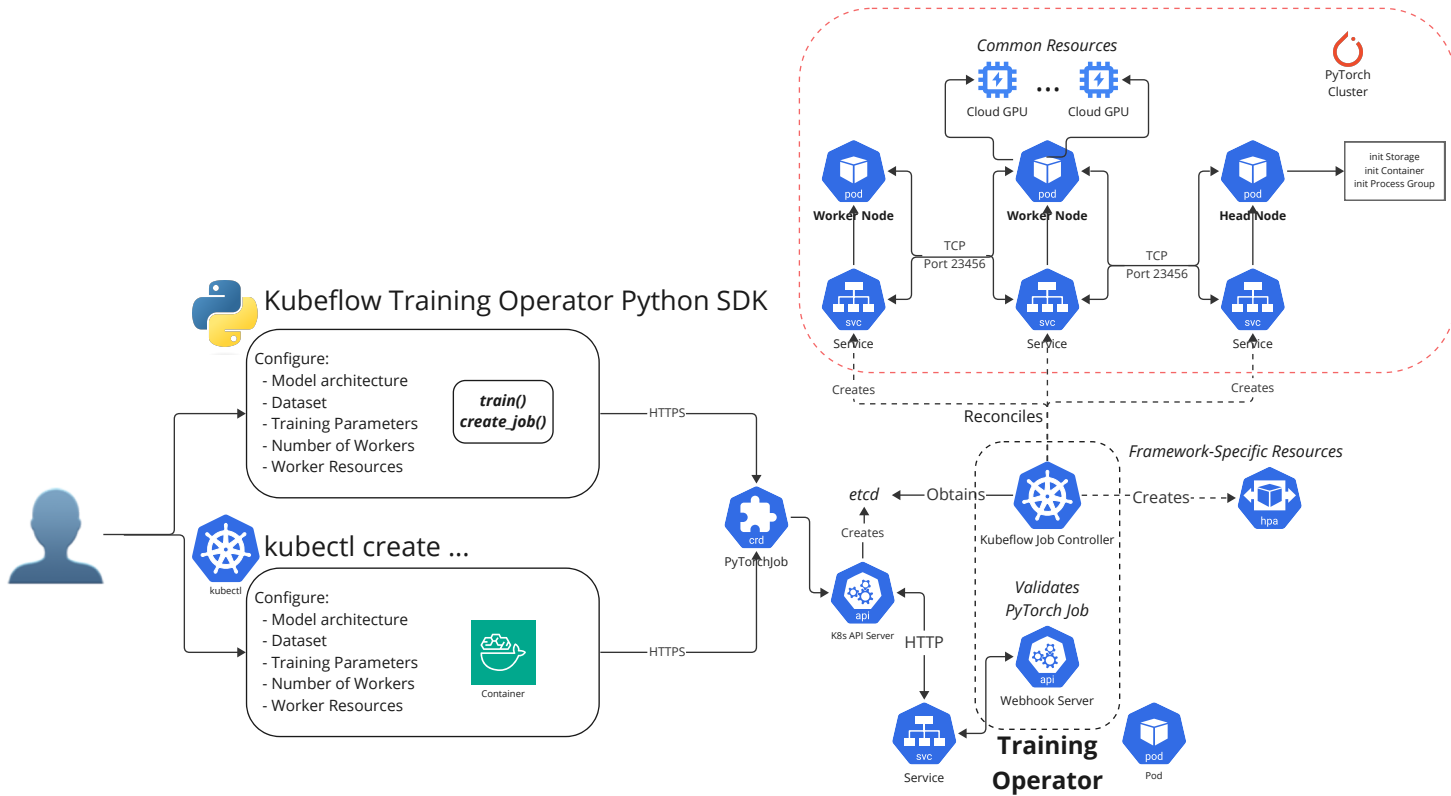 Common Resources
PyTorch
Cluster
Cloud GPU
...
Cloud GPU
pod
Worker Node
pod
Worker Node
pod
Head Node
init Storage
init Container
init Process Group
TCP
Port 23456
TCP
Port 23456
svc
Service
svc
Service
svc
Service
Creates
Creates
Reconciles
Kubeflow Training Operator Python SDK
Configure:
- Model architecture
- Dataset
- Training Parameters
- Number of Workers
- Worker Resources
train()
create_job()
HTTPS
kubectl
kubectl create ...
Configure:
- Model architecture
- Dataset
- Training Parameters
- Number of Workers
- Worker Resources
Container
HTTPS
crd
PyTorchJob
etcd
Obtains
Creates
api
K8s API Server
HTTP
svc
Service
Kubeflow Job Controller
Framework-Specific Resources
Creates
hpa
Validates
PyTorch Job
api
Webhook Server
Training
Operator
pod
Pod